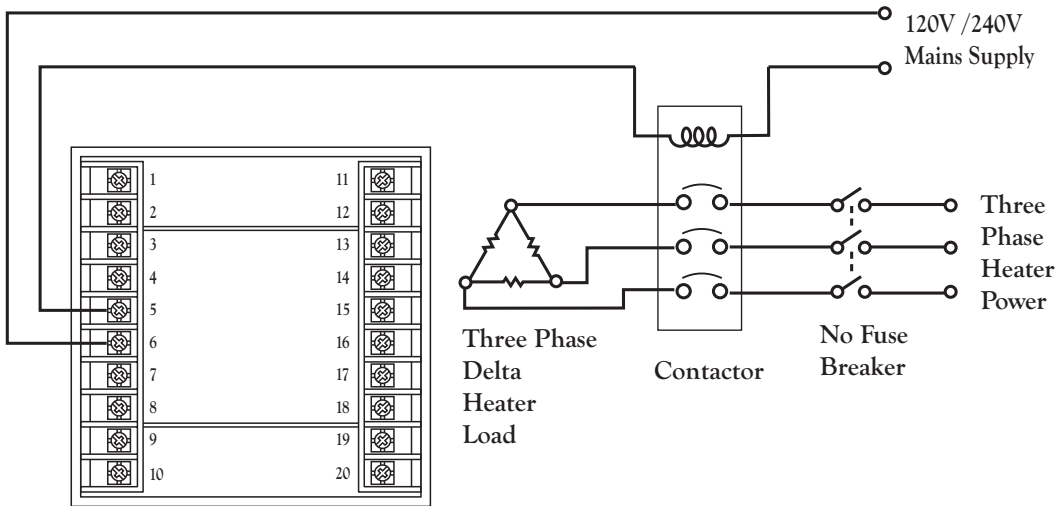 120V /240V
Mains Supply
1 11
2 12
3 13
4 14
5 15
6 16
7 17
8 18
9 19
10 20
Three
Phase
Heater
Power
Three Phase
Delta
Heater
Load
Contactor
No Fuse
Breaker